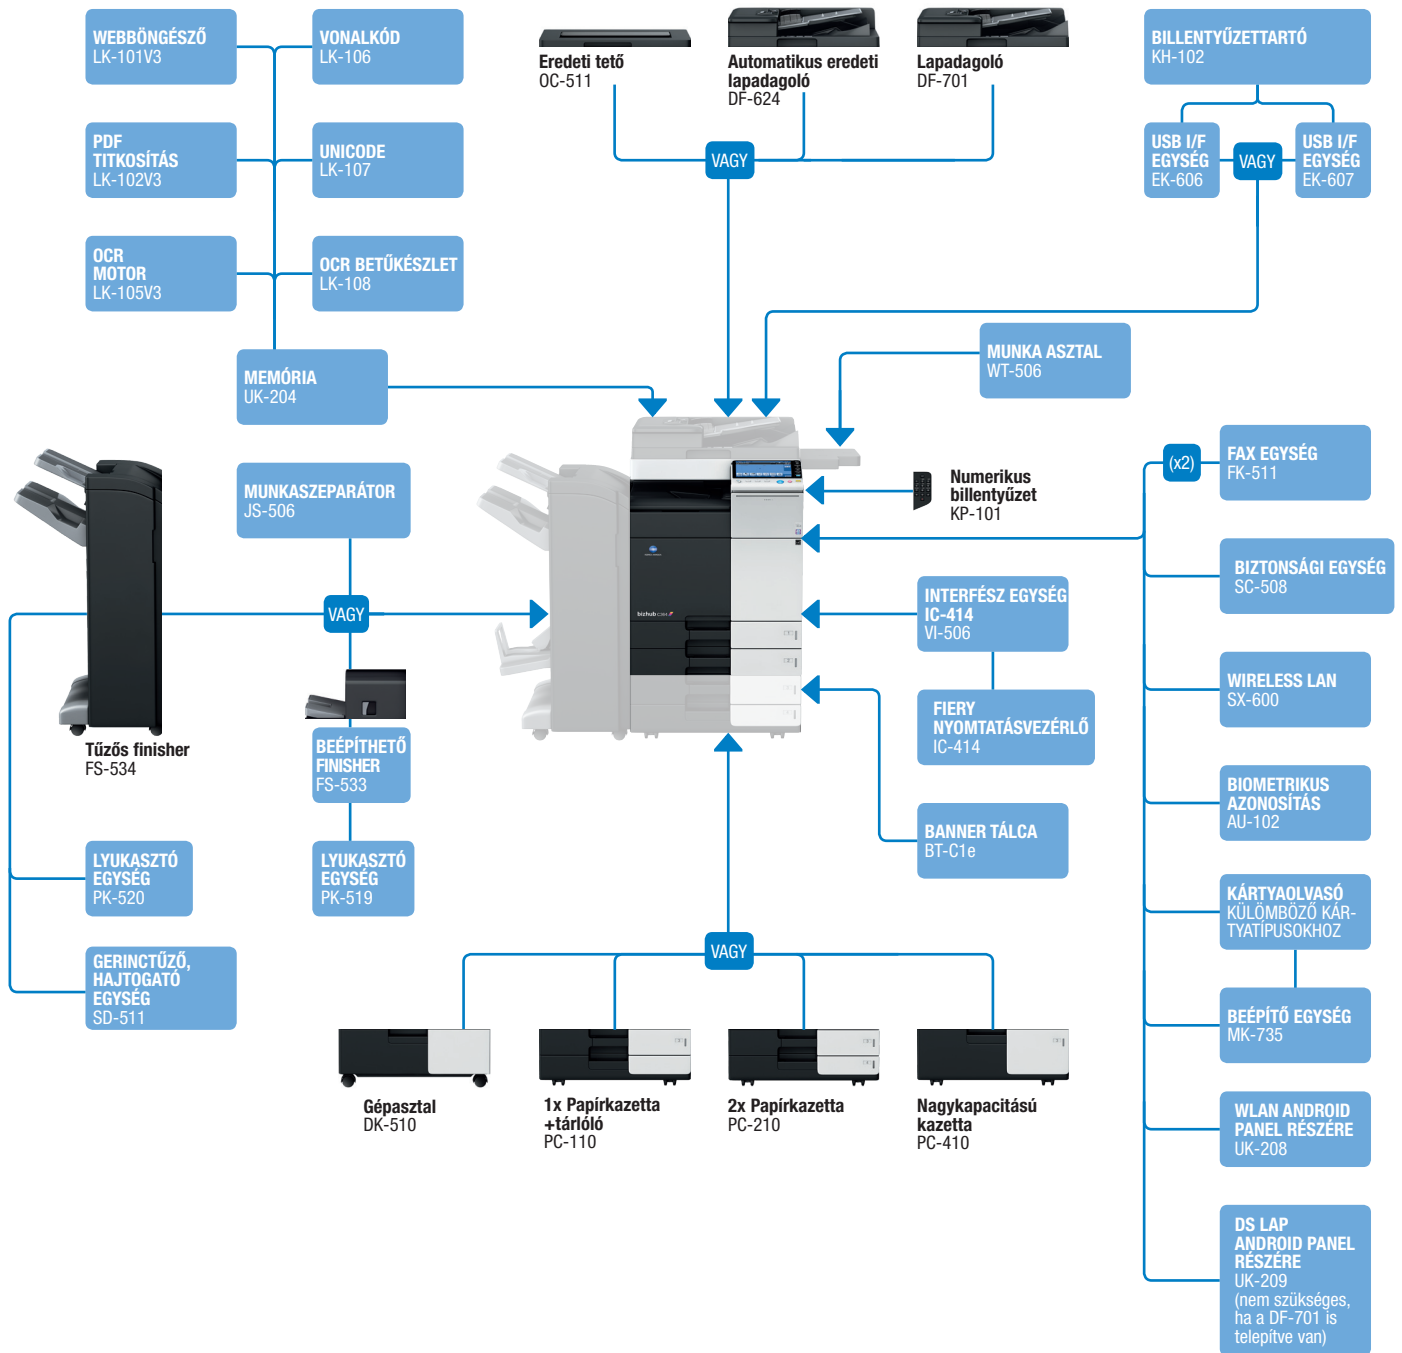 WEBBÖNGÉSZŐ
LK-101V3
VONALKÓD
LK-106
Eredeti tető
OC-511
Automatikus eredeti
lapadagoló
DF-624
Lapadagoló
DF-701
BILLENTYŰZETTARTÓ
KH-102
PDF
TITKOSÍTÁS
LK-102V3
UNICODE
LK-107
VAGY
USB I/F
EGYSÉG
EK-606
VAGY
USB I/F
EGYSÉG
EK-607
OCR
MOTOR
LK-105V3
OCR BETŰKÉSZLET
LK-108
MEMÓRIA
UK-204
MUNKA ASZTAL
WT-506
MUNKASZEPARÁTOR
JS-506
Numerikus
billentyűzet
KP-101
(x2)
FAX EGYSÉG
FK-511
BIZTONSÁGI EGYSÉG
SC-508
VAGY
bizhub
INTERFÉSZ EGYSÉG
IC-414
VI-506
WIRELESS LAN
SX-600
FIERY
NYOMTATÁSVEZÉRLŐ
IC-414
Tűzős finisher
FS-534
BEÉPÍTHETŐ
FINISHER
FS-533
BIOMETRIKUS
AZONOSÍTÁS
AU-102
BANNER TÁLCA
BT-C1e
LYUKASZTÓ
EGYSÉG
PK-520
LYUKASZTÓ
EGYSÉG
PK-519
KÁRTYAOLVASÓ
KÜLÖMBÖZŐ KÁR-
TYATÍPUSOKHOZ
GERINCTŰZŐ,
HAJTOGATÓ
EGYSÉG
SD-511
VAGY
BEÉPÍTŐ EGYSÉG
MK-735
Gépasztal
DK-510
1x Papírkazetta
+tárlóló
PC-110
2x Papírkazetta
PC-210
Nagykapacitású
kazetta
PC-410
WLAN ANDROID
PANEL RÉSZÉRE
UK-208
DS LAP
ANDROID PANEL
RÉSZÉRE
UK-209
(nem szükséges,
ha a DF-701 is
telepítve van)